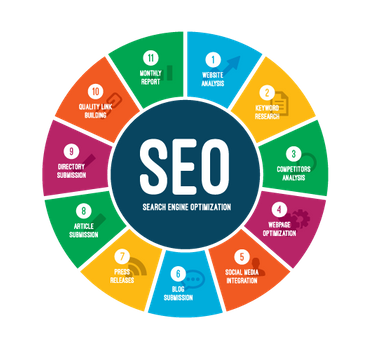 SEO
SEARCH ENGINE OPTIMIZATION
1
WEBSITE
ANALYSIS
2
KEYWORD
RESEARCH
3
COMPETITORS
ANALYSIS
4
WEBPAGE
OPTIMIZATION
5
SOCIAL MEDIA
INTEGRATION
6
BLOG
SUBMISSION
7
PRESS
RELEASES
8
ARTICLE
SUBMISSION
9
DIRECTORY
SUBMISSION
10
QUALITY LINK
BUILDING
11
MONTHLY
REPORT